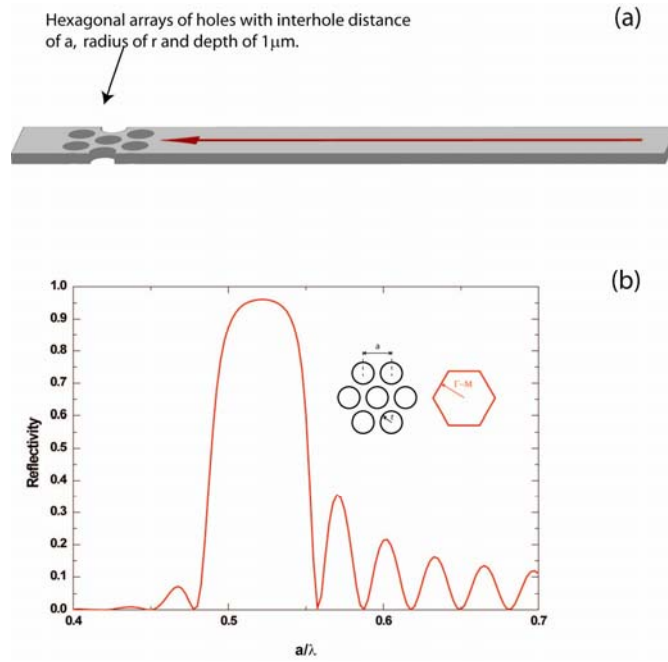 Hexagonal arrays of holes with interhole distance
of a, radius of r and depth of 1μm.
(a)
(b)
1.0
0.9
0.8
0.7
0.6
0.5
0.4
0.3
0.2
0.1
0.0
Reflectivity
a
r
Γ-M
0.4
0.5
0.6
0.7
a/λ